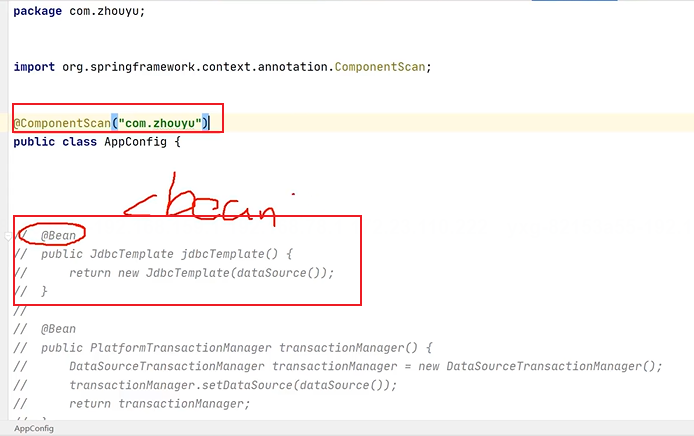 package com.zhouyu;
import org.springframework.context.annotation.ComponentScan;
@ComponentScan("com.zhouyu")
public class AppConfig {
<bean
// @Bean
// public JdbcTemplate jdbcTemplate() {
// return new JdbcTemplate(dataSource());
// }
//
// @Bean
// public PlatformTransactionManager transactionManager() {
// DataSourceTransactionManager transactionManager = new DataSourceTransactionManager();
// transactionManager.setDataSource(dataSource());
// return transactionManager;
// }
AppConfig